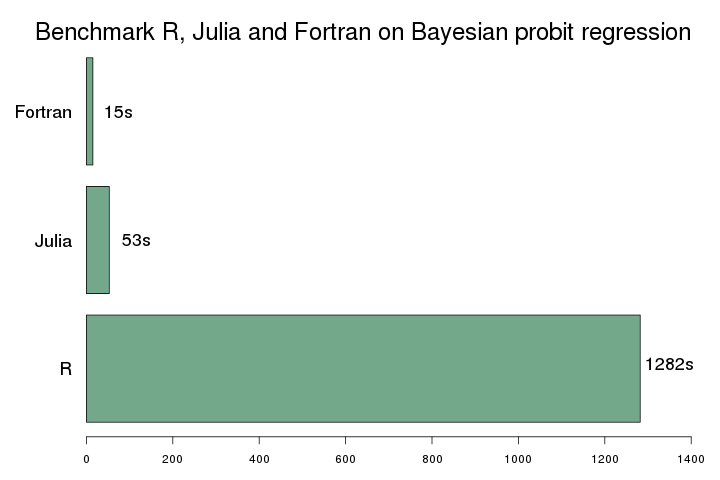 Benchmark R, Julia and Fortran on Bayesian probit regression
Fortran 15s
Julia 53s
R 1282s
0 200 400 600 800 1000 1200 1400